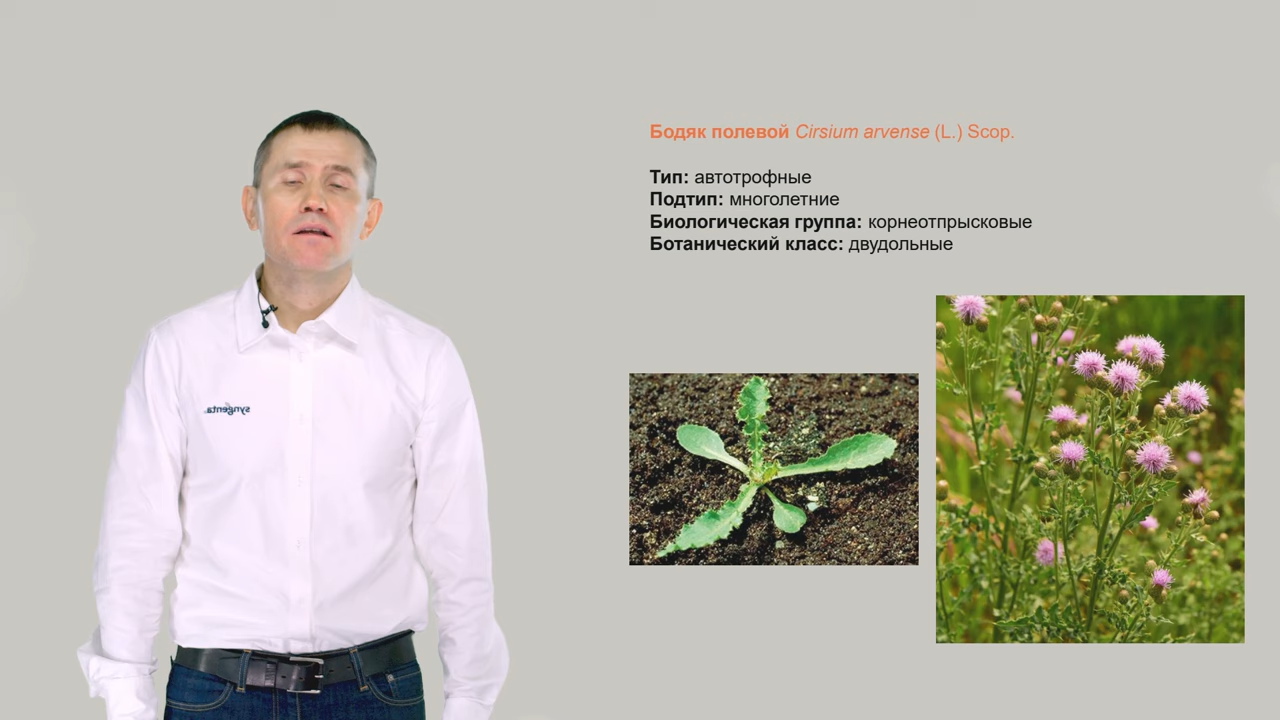 Бодяк полевой Cirsium arvense (L.) Scop.
Тип: автотрофные
Подтип: многолетние
Биологическая группа: корнеотпрысковые
Ботанический класс: двудольные
syngenta.